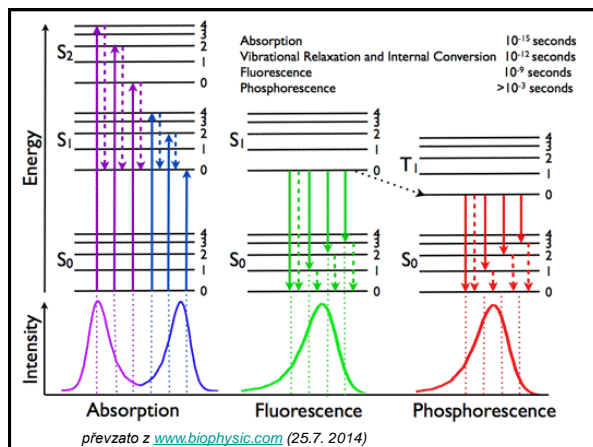 Absorption 10⁻¹⁵ seconds
Vibrational Relaxation and Internal Conversion 10⁻¹² seconds
Fluorescence 10⁻⁹ seconds
Phosphorescence >10⁻³ seconds
Energy
S₂
4
3
2
1
0
S₁
4
3
2
1
0
S₀
4
3
2
1
0
S₁
4
3
2
1
0
S₀
4
3
2
1
0
T₁
4
3
2
1
0
S₀
4
3
2
1
0
Intensity
Absorption Fluorescence Phosphorescence
převzato z www.biophysic.com (25.7. 2014)